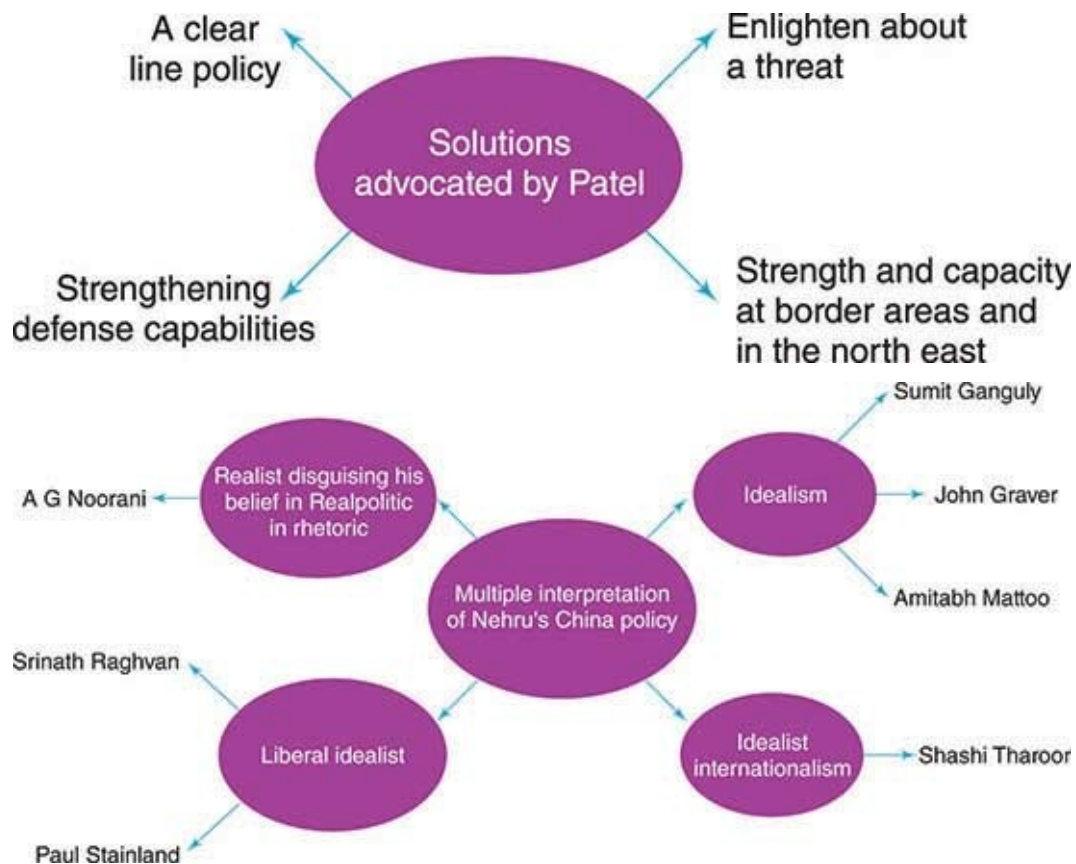 A clear
line policy
Enlighten about
a threat
Solutions
advocated by Patel
Strengthening
defense capabilities
Strength and capacity
at border areas and
in the north east
Sumit Ganguly
Realist disguising his
belief in Realpolitic
in rhetoric
A G Noorani
Idealism
John Graver
Multiple interpretation
of Nehru's China policy
Amitabh Mattoo
Srinath Raghvan
Liberal idealist
Idealist
internationalism
Shashi Tharoor
Paul Stainland